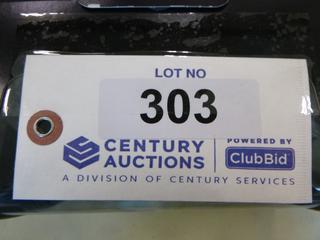 LOT NO
303
CENTURY
AUCTIONS
POWERED BY
ClubBid
A DIVISION OF CENTURY SERVICES